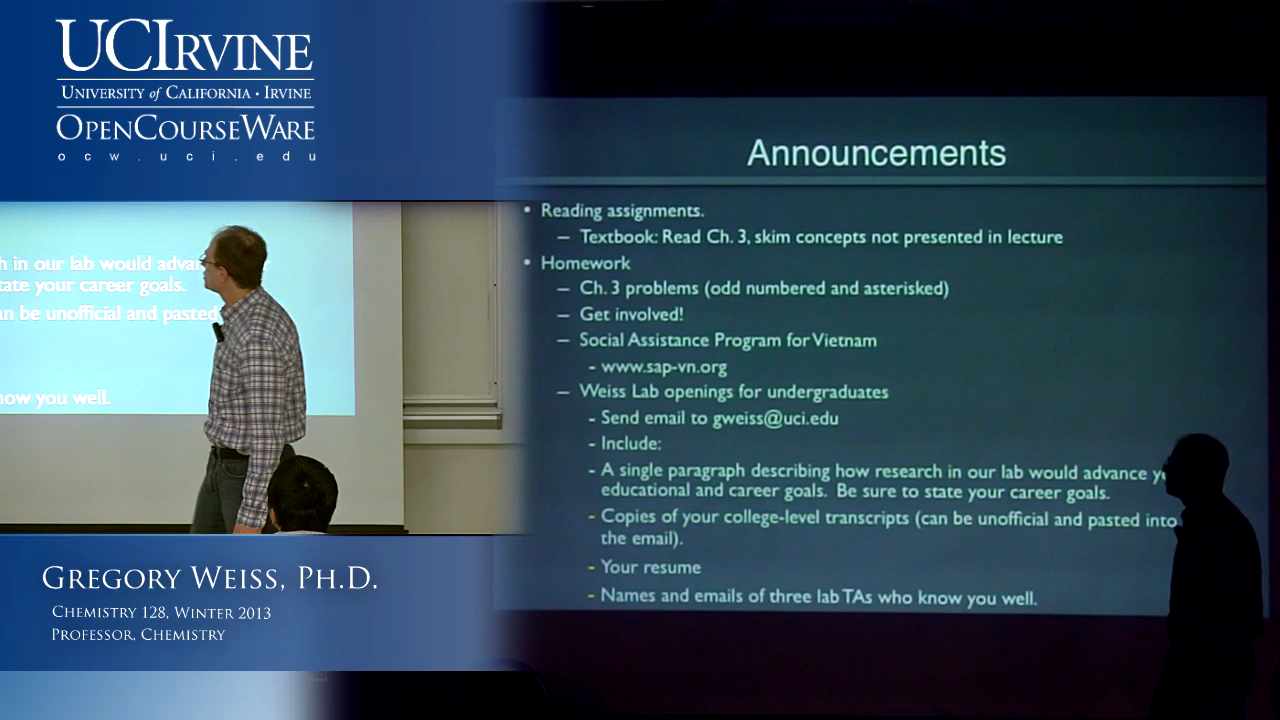 UCIRVINE
UNIVERSITY of CALIFORNIA · IRVINE
OPENCOURSEWARE
ocw.uci.edu
h in our lab would advan
tate your career goals.
an be unofficial and pasted
now you well.
GREGORY WEISS, PH.D.
CHEMISTRY 128, WINTER 2013
PROFESSOR, CHEMISTRY
Announcements
• Reading assignments.
– Textbook: Read Ch. 3, skim concepts not presented in lecture
• Homework
– Ch. 3 problems (odd numbered and asterisked)
– Get involved!
– Social Assistance Program for Vietnam
- www.sap-vn.org
– Weiss Lab openings for undergraduates
- Send email to gweiss@uci.edu
- Include:
- A single paragraph describing how research in our lab would advance y
educational and career goals. Be sure to state your career goals.
- Copies of your college-level transcripts (can be unofficial and pasted into
the email).
- Your resume
- Names and emails of three lab TAs who know you well.